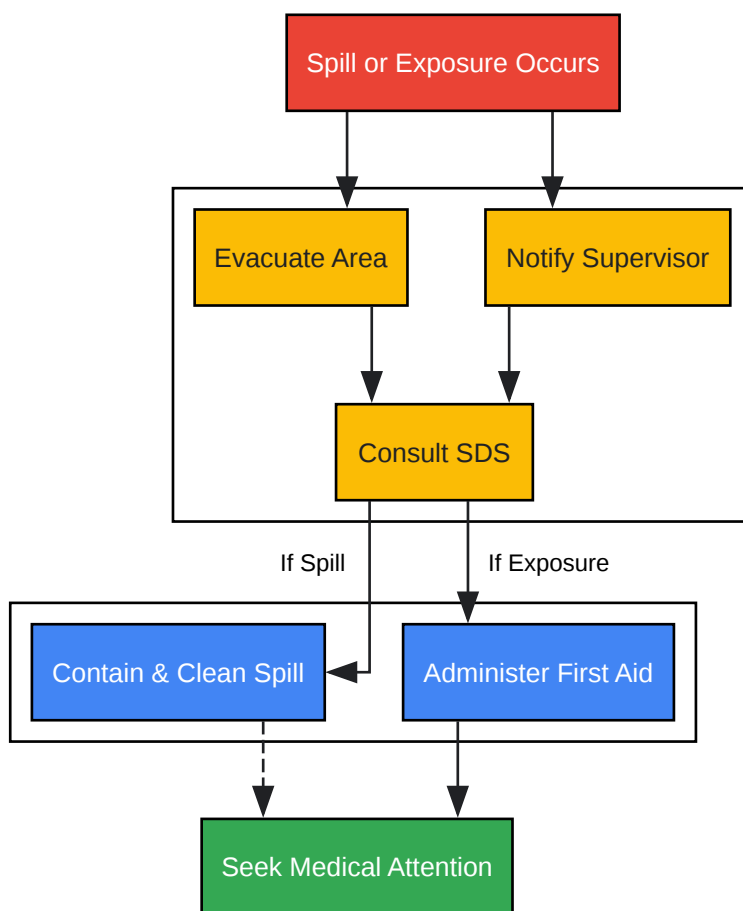 Spill or Exposure Occurs
Evacuate Area
Notify Supervisor
Consult SDS
If Spill
If Exposure
Contain & Clean Spill
Administer First Aid
Seek Medical Attention